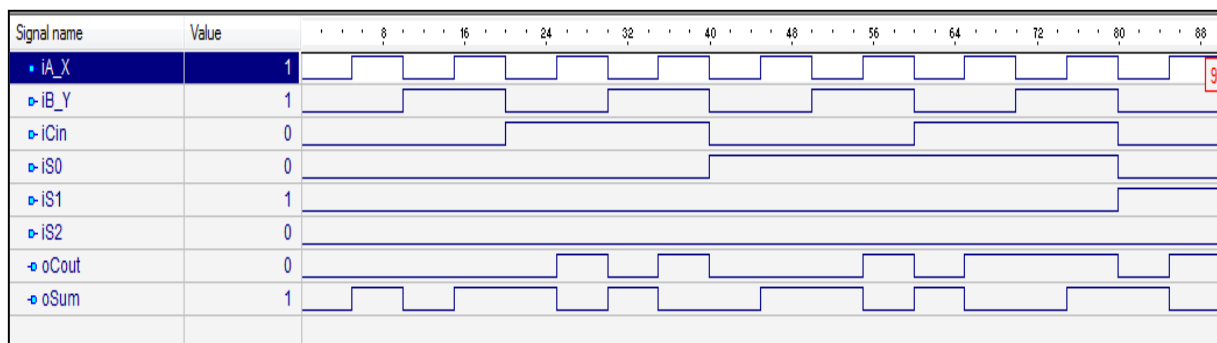 Signal name Value 8 16 24 32 40 48 56 64 72 80 88
iA_X 1 9
iB_Y 1
iCin 0
iS0 0
iS1 1
iS2 0
oCout 0
oSum 1